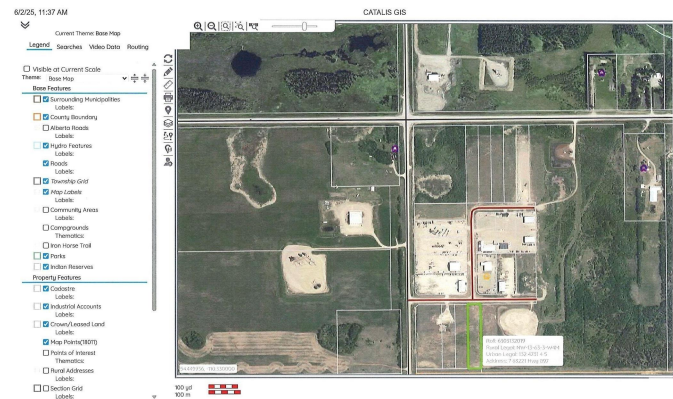 6/2/25, 11:37 AM
CATALIS GIS
Current Theme: Base Map
Legend Searches Video Data Routing
Visible at Current Scale
Theme: Base Map
Base Features
Surrounding Municipalities
Labels:
County Boundary
Labels:
Alberta Roads
Labels:
Hydro Features
Labels:
Roads
Labels:
Township Grid
Map Labels
Labels:
Community Areas
Labels:
Campgrounds
Thematics:
Iron Horse Trail
Parks
Indian Reserves
Property Features
Cadastre
Labels:
Industrial Accounts
Labels:
Crown/Leased Land
Labels:
Map Points(18011)
Points of Interest
Thematics:
Rural Addresses
Labels:
Section Grid
Labels:
100 yd
100 m